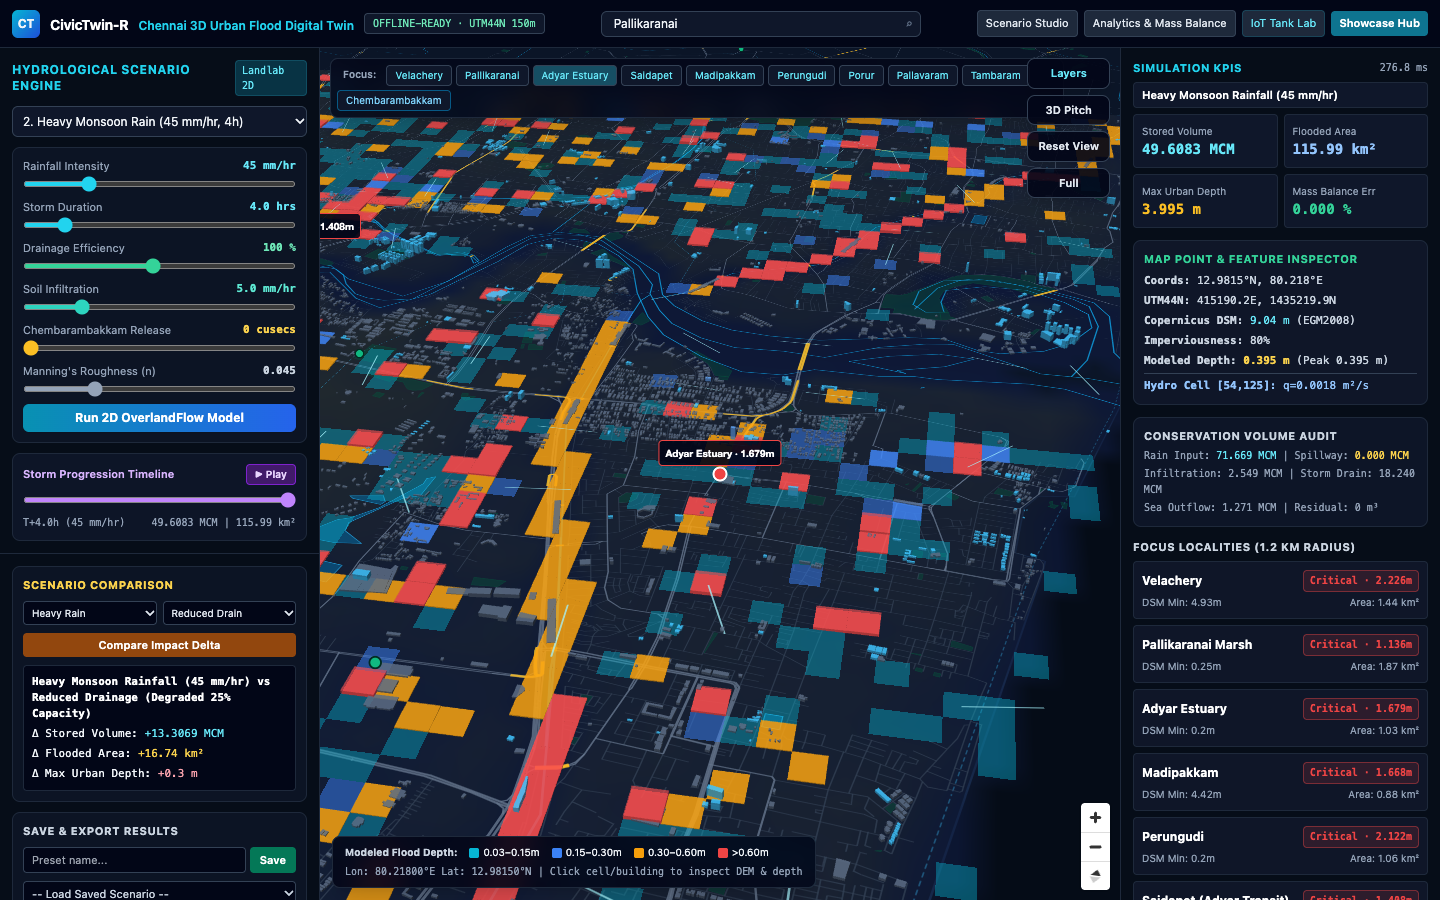 CT
CivicTwin-R
Chennai 3D Urban Flood Digital Twin
OFFLINE-READY · UTM44N 150m
Pallikaranai
Scenario Studio
Analytics & Mass Balance
IoT Tank Lab
Showcase Hub
HYDROLOGICAL SCENARIO ENGINE
Landlab 2D
2. Heavy Monsoon Rain (45 mm/hr, 4h)
Rainfall Intensity 45 mm/hr
Storm Duration 4.0 hrs
Drainage Efficiency 100 %
Soil Infiltration 5.0 mm/hr
Chembarambakkam Release 0 cusecs
Manning's Roughness (n) 0.045
Run 2D OverlandFlow Model
Storm Progression Timeline
▶ Play
T+4.0h (45 mm/hr) 49.6083 MCM | 115.99 km²
SCENARIO COMPARISON
Heavy Rain
Reduced Drain
Compare Impact Delta
Heavy Monsoon Rainfall (45 mm/hr) vs
Reduced Drainage (Degraded 25%
Capacity)
Δ Stored Volume: +13.3069 MCM
Δ Flooded Area: +16.74 km²
Δ Max Urban Depth: +0.3 m
SAVE & EXPORT RESULTS
Preset name...
Save
-- Load Saved Scenario --
Focus:
Velachery
Pallikaranai
Adyar Estuary
Saidapet
Madipakkam
Perungudi
Porur
Pallavaram
Tambaram
Chembarambakkam
Layers
3D Pitch
Reset View
Full
1.408m
Adyar Estuary · 1.679m
Modeled Flood Depth: 0.03–0.15m 0.15–0.30m 0.30–0.60m >0.60m
Lon: 80.21800°E Lat: 12.98150°N | Click cell/building to inspect DEM & depth
SIMULATION KPIS
276.8 ms
Heavy Monsoon Rainfall (45 mm/hr)
Stored Volume
49.6083 MCM
Flooded Area
115.99 km²
Max Urban Depth
3.995 m
Mass Balance Err
0.000 %
MAP POINT & FEATURE INSPECTOR
Coords: 12.9815°N, 80.218°E
UTM44N: 415190.2E, 1435219.9N
Copernicus DSM: 9.04 m (EGM2008)
Imperviousness: 80%
Modeled Depth: 0.395 m (Peak 0.395 m)
Hydro Cell [54,125]: q=0.0018 m²/s
CONSERVATION VOLUME AUDIT
Rain Input: 71.669 MCM | Spillway: 0.000 MCM
Infiltration: 2.549 MCM | Storm Drain: 18.240
MCM
Sea Outflow: 1.271 MCM | Residual: 0 m³
FOCUS LOCALITIES (1.2 KM RADIUS)
Velachery
Critical · 2.226m
DSM Min: 4.93m Area: 1.44 km²
Pallikaranai Marsh
Critical · 1.136m
DSM Min: 0.25m Area: 1.87 km²
Adyar Estuary
Critical · 1.679m
DSM Min: 0.2m Area: 1.03 km²
Madipakkam
Critical · 1.668m
DSM Min: 4.42m Area: 0.88 km²
Perungudi
Critical · 2.122m
DSM Min: 0.2m Area: 1.06 km²
Saidapet (Adyar Transit)
Critical · 1.408m